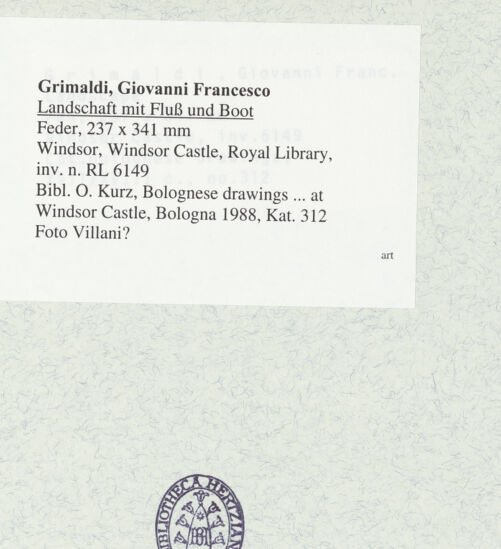 Grimaldi, Giovanni Francesco
Landschaft mit Fluß und Boot
Feder, 237 x 341 mm
Windsor, Windsor Castle, Royal Library,
inv. n. RL 6149
Bibl. O. Kurz, Bolognese drawings ... at
Windsor Castle, Bologna 1988, Kat. 312
Foto Villani?
art
BIBLIOTHECA HERTZIAN